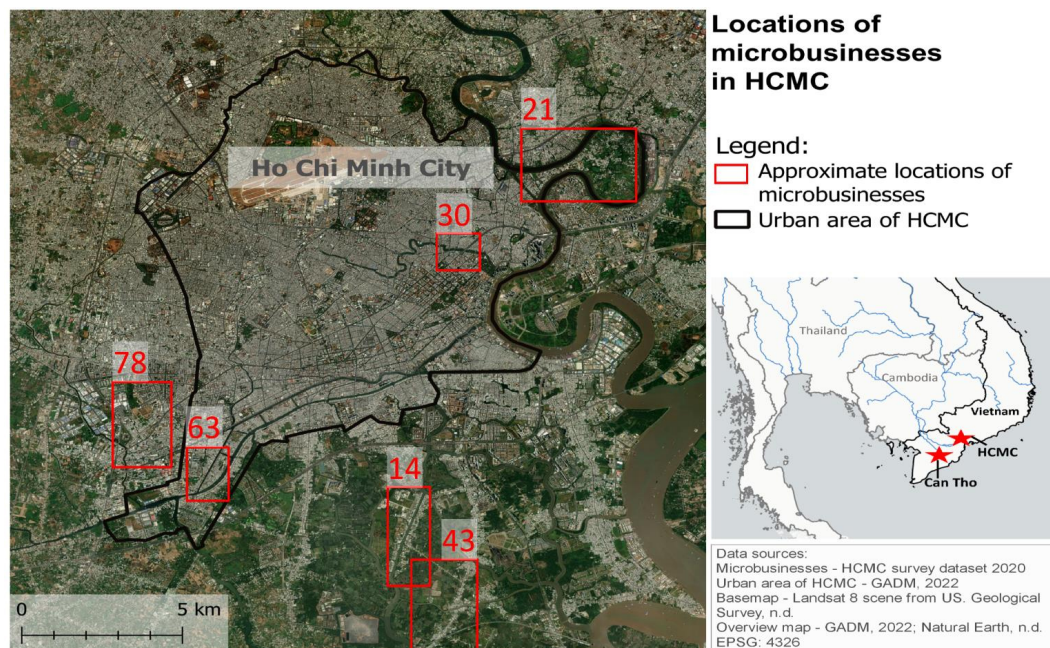 Locations of
microbusinesses
in HCMC
Legend:
Approximate locations of
microbusinesses
Urban area of HCMC
21
Ho Chi Minh City
30
78
63
14
43
0 5 km
Thailand
Cambodia
Vietnam
HCMC
Can Tho
Data sources:
Microbusinesses - HCMC survey dataset 2020
Urban area of HCMC - GADM, 2022
Basemap - Landsat 8 scene from US. Geological
Survey, n.d.
Overview map - GADM, 2022; Natural Earth, n.d.
EPSG: 4326